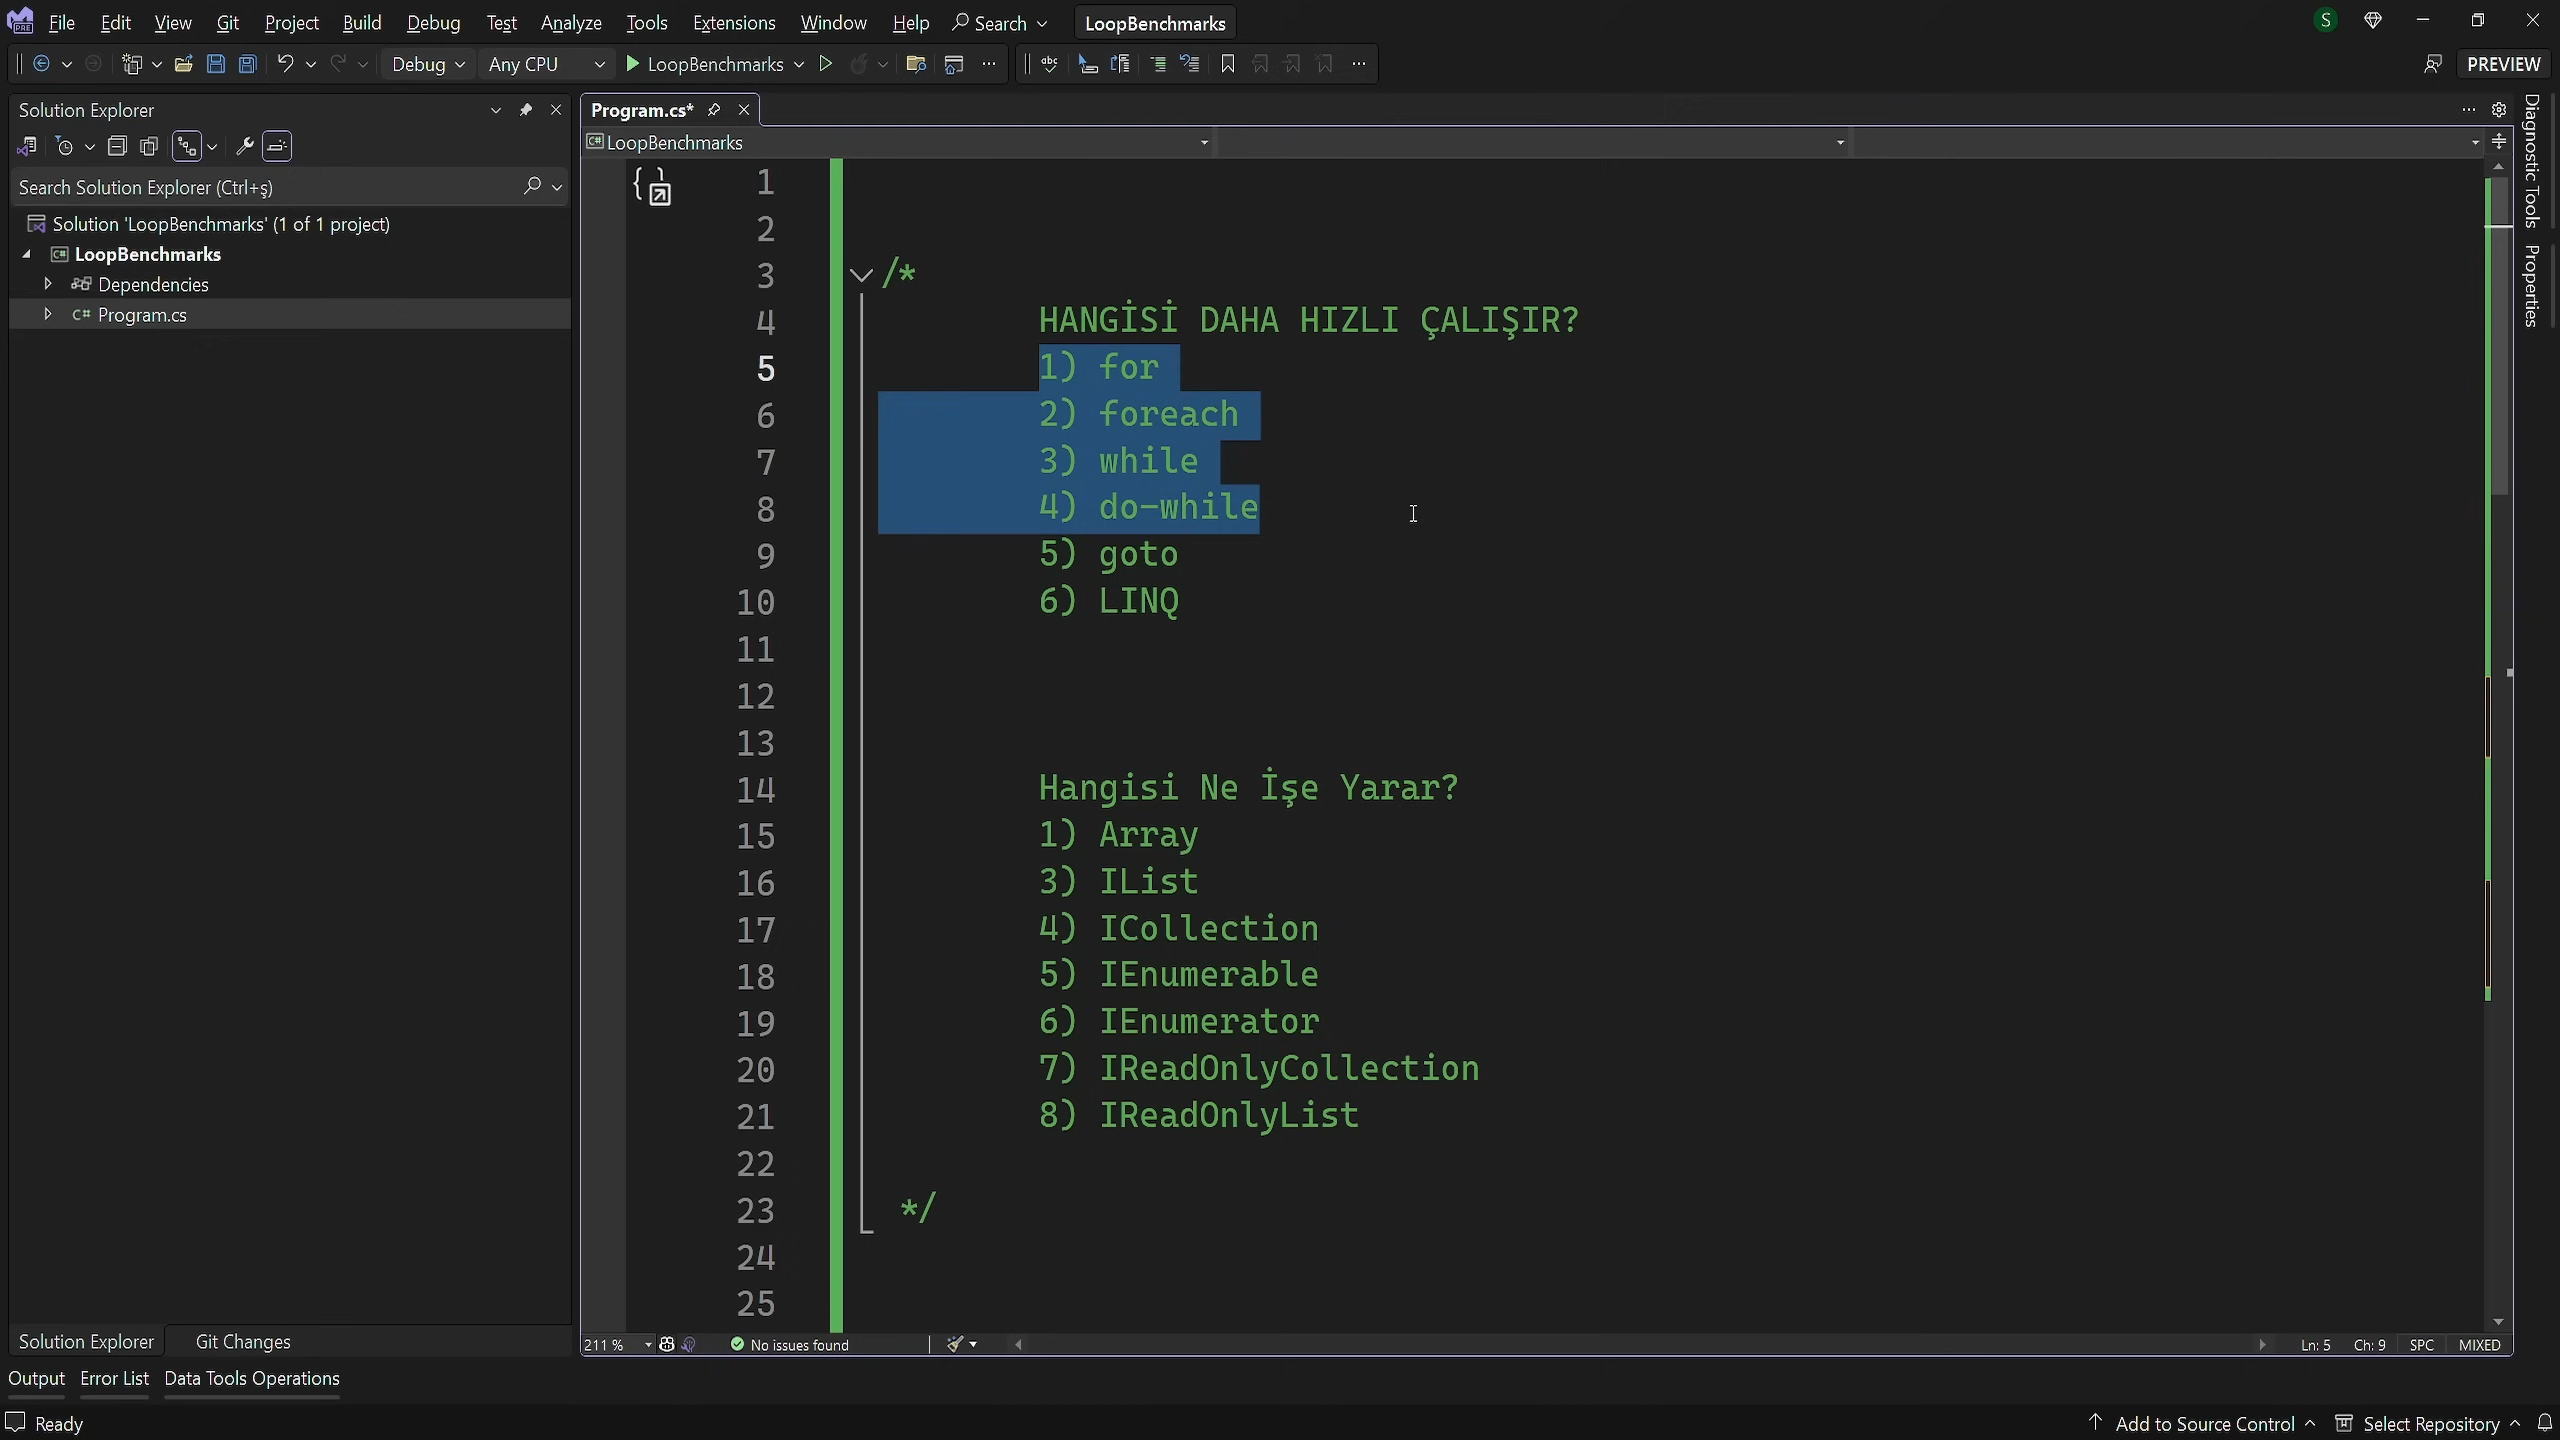 File Edit View Git Project Build Debug Test Analyze Tools Extensions Window Help Search LoopBenchmarks S
Debug Any CPU LoopBenchmarks PREVIEW
Solution Explorer
Search Solution Explorer (Ctrl+ş)
Solution 'LoopBenchmarks' (1 of 1 project)
LoopBenchmarks
Dependencies
C# Program.cs
Program.cs*
C# LoopBenchmarks
1
2
3 /*
4 HANGİSİ DAHA HIZLI ÇALIŞIR?
5 1) for
6 2) foreach
7 3) while
8 4) do-while
9 5) goto
10 6) LINQ
11
12
13
14 Hangisi Ne İşe Yarar?
15 1) Array
16 3) IList
17 4) ICollection
18 5) IEnumerable
19 6) IEnumerator
20 7) IReadOnlyCollection
21 8) IReadOnlyList
22
23 */
24
25
Diagnostic Tools
Properties
211 % No issues found Ln: 5 Ch: 9 SPC MIXED
Solution Explorer Git Changes
Output Error List Data Tools Operations
Ready Add to Source Control Select Repository